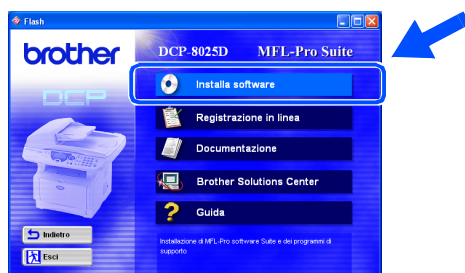 Flash
brother
DCP-8025D MFL-Pro Suite
DCP
Installa software
Registrazione in linea
Documentazione
Brother Solutions Center
Guida
Indietro
Esci
Installazione di MFL-Pro software Suite e dei programmi di
supporto